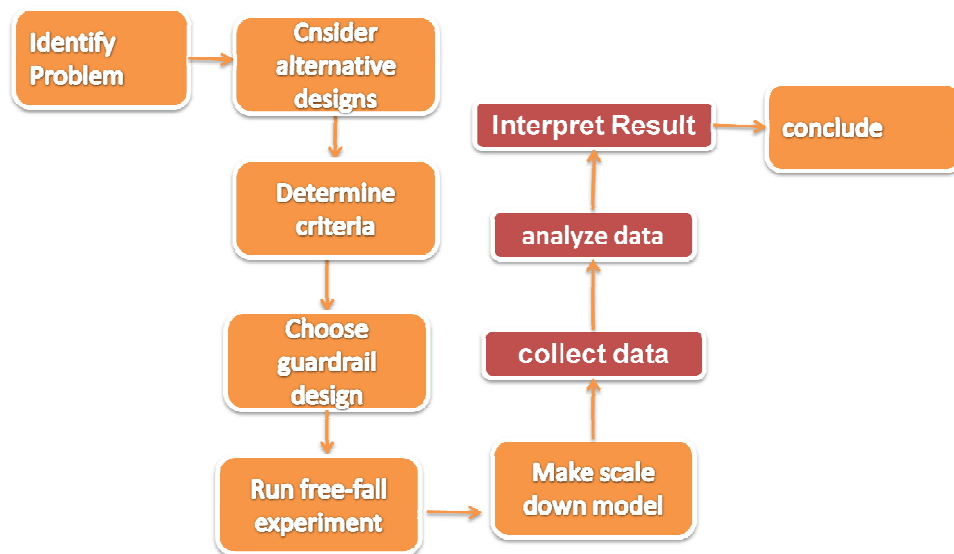 Identify
Problem
Cnsider
alternative
designs
Determine
criteria
Choose
guardrail
design
Run free-fall
experiment
Make scale
down model
collect data
analyze data
Interpret Result
conclude